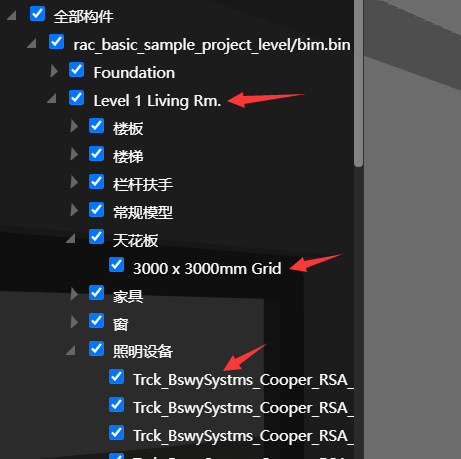 全部构件
rac_basic_sample_project_level/bim.bin
Foundation
Level 1 Living Rm.
楼板
楼梯
栏杆扶手
常规模型
天花板
3000 x 3000mm Grid
家具
窗
照明设备
Trck_BswySystms_Cooper_RSA_
Trck_BswySystms_Cooper_RSA_
Trck_BswySystms_Cooper_RSA_